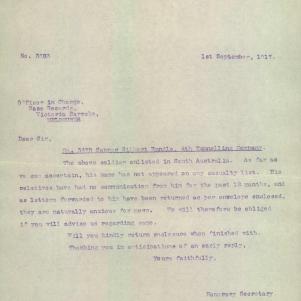 No. 3293
1st September, 1917.
Officer in Charge,
Base Records,
Victoria Barracks,
MELBOURNE
Dear Sir,
No. 5475 Sapper Gilbert Rundle, 4th Tunnelling Company.
The above soldier enlisted in South Australia. As far as
we can ascertain, his name has not appeared on any casualty list. His
relatives have had no communication from him for the past 12 months, and
as letters forwarded to him have been returned as per envelope enclosed,
they are naturally anxious for news. We will therefore be obliged
if you will advise us regarding same.
Will you kindly return enclosure when finished with.
Thanking you in anticipations of an early reply,
Yours faithfully,
Honorary Secretary